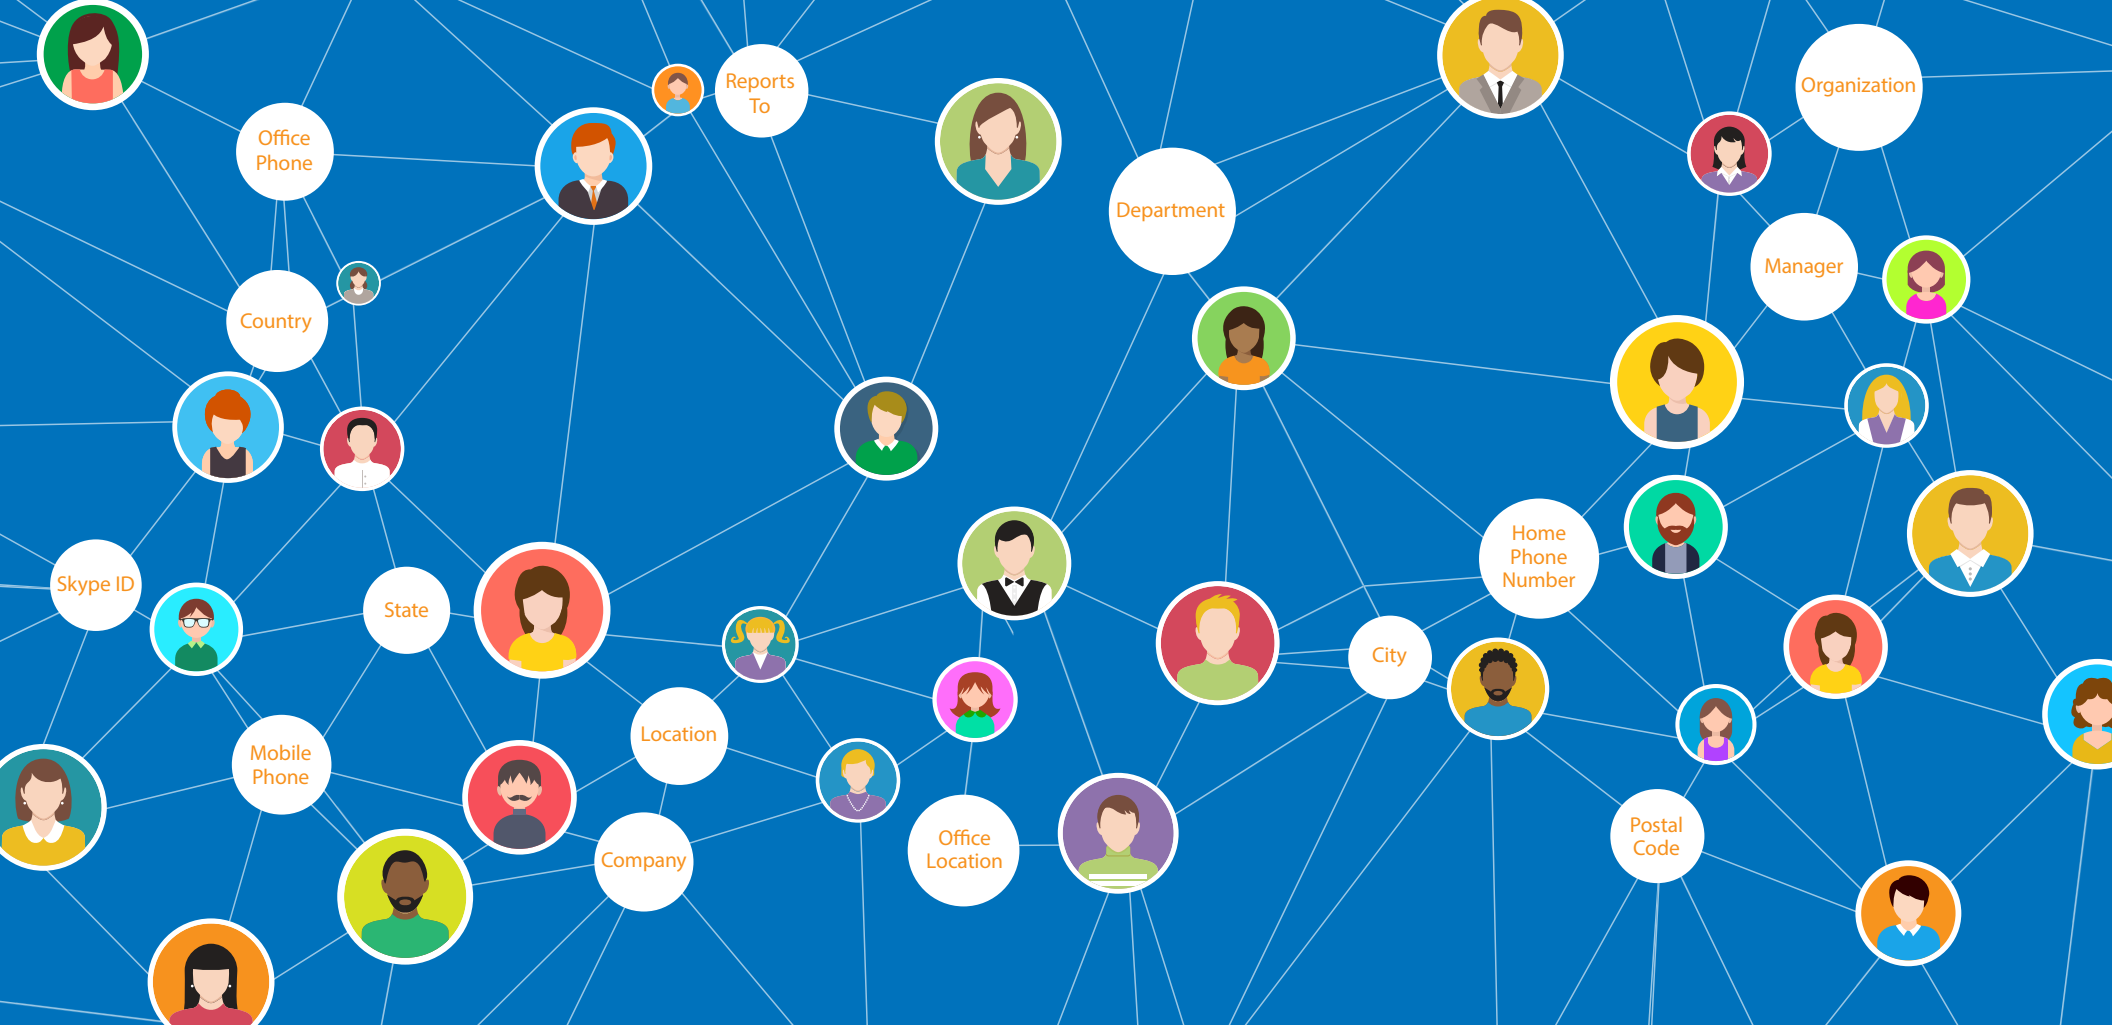 Reports
To
Organization
Office
Phone
Department
Manager
Country
Home
Phone
Number
Skype ID
State
City
Location
Mobile
Phone
Office
Location
Company
Postal
Code